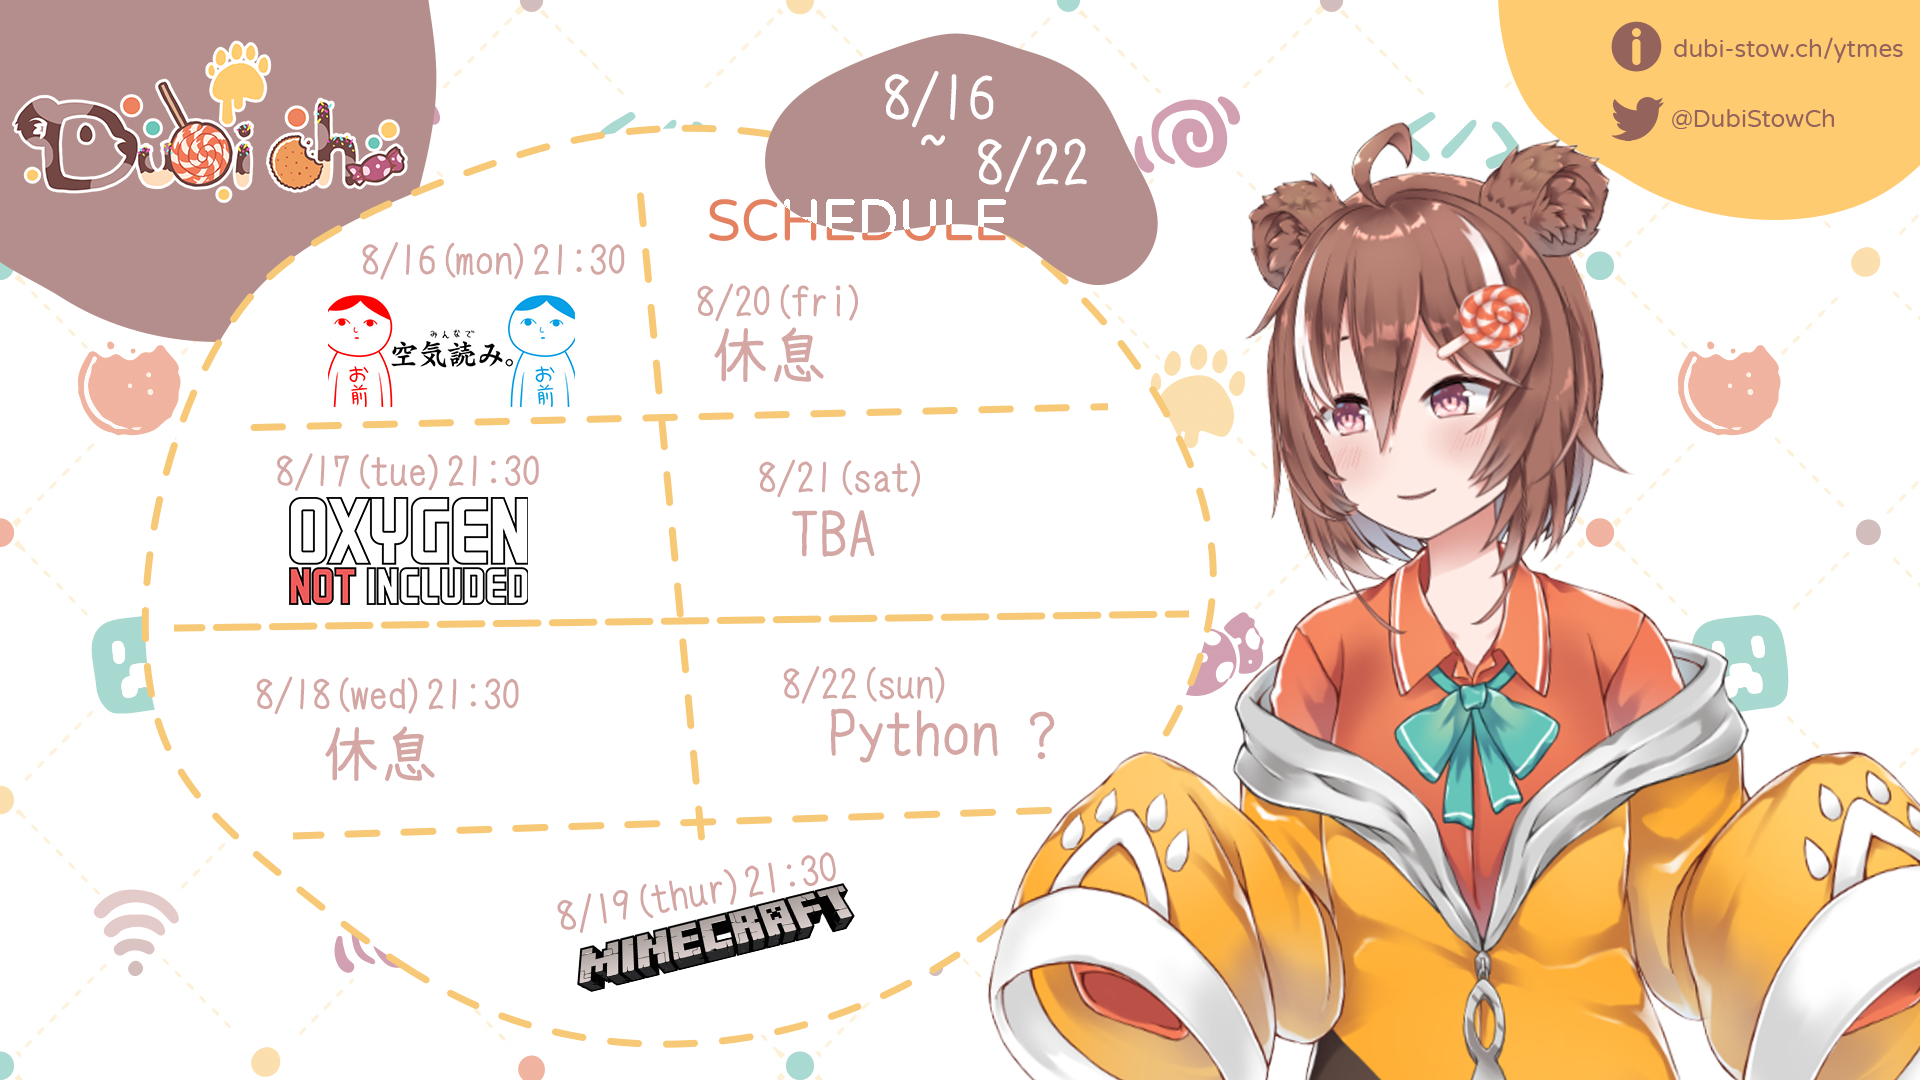 Dubi ch.
8/16
~
8/22
SCHEDULE
dubi-stow.ch/ytmes
@DubiStowCh
8/16(mon)21:30
みんなで
空気読み。
お前
お前
8/17(tue)21:30
OXYGEN
NOT INCLUDED
8/18(wed)21:30
休息
8/19(thur)21:30
MINECRAFT
8/20(fri)
休息
8/21(sat)
TBA
8/22(sun)
Python ?